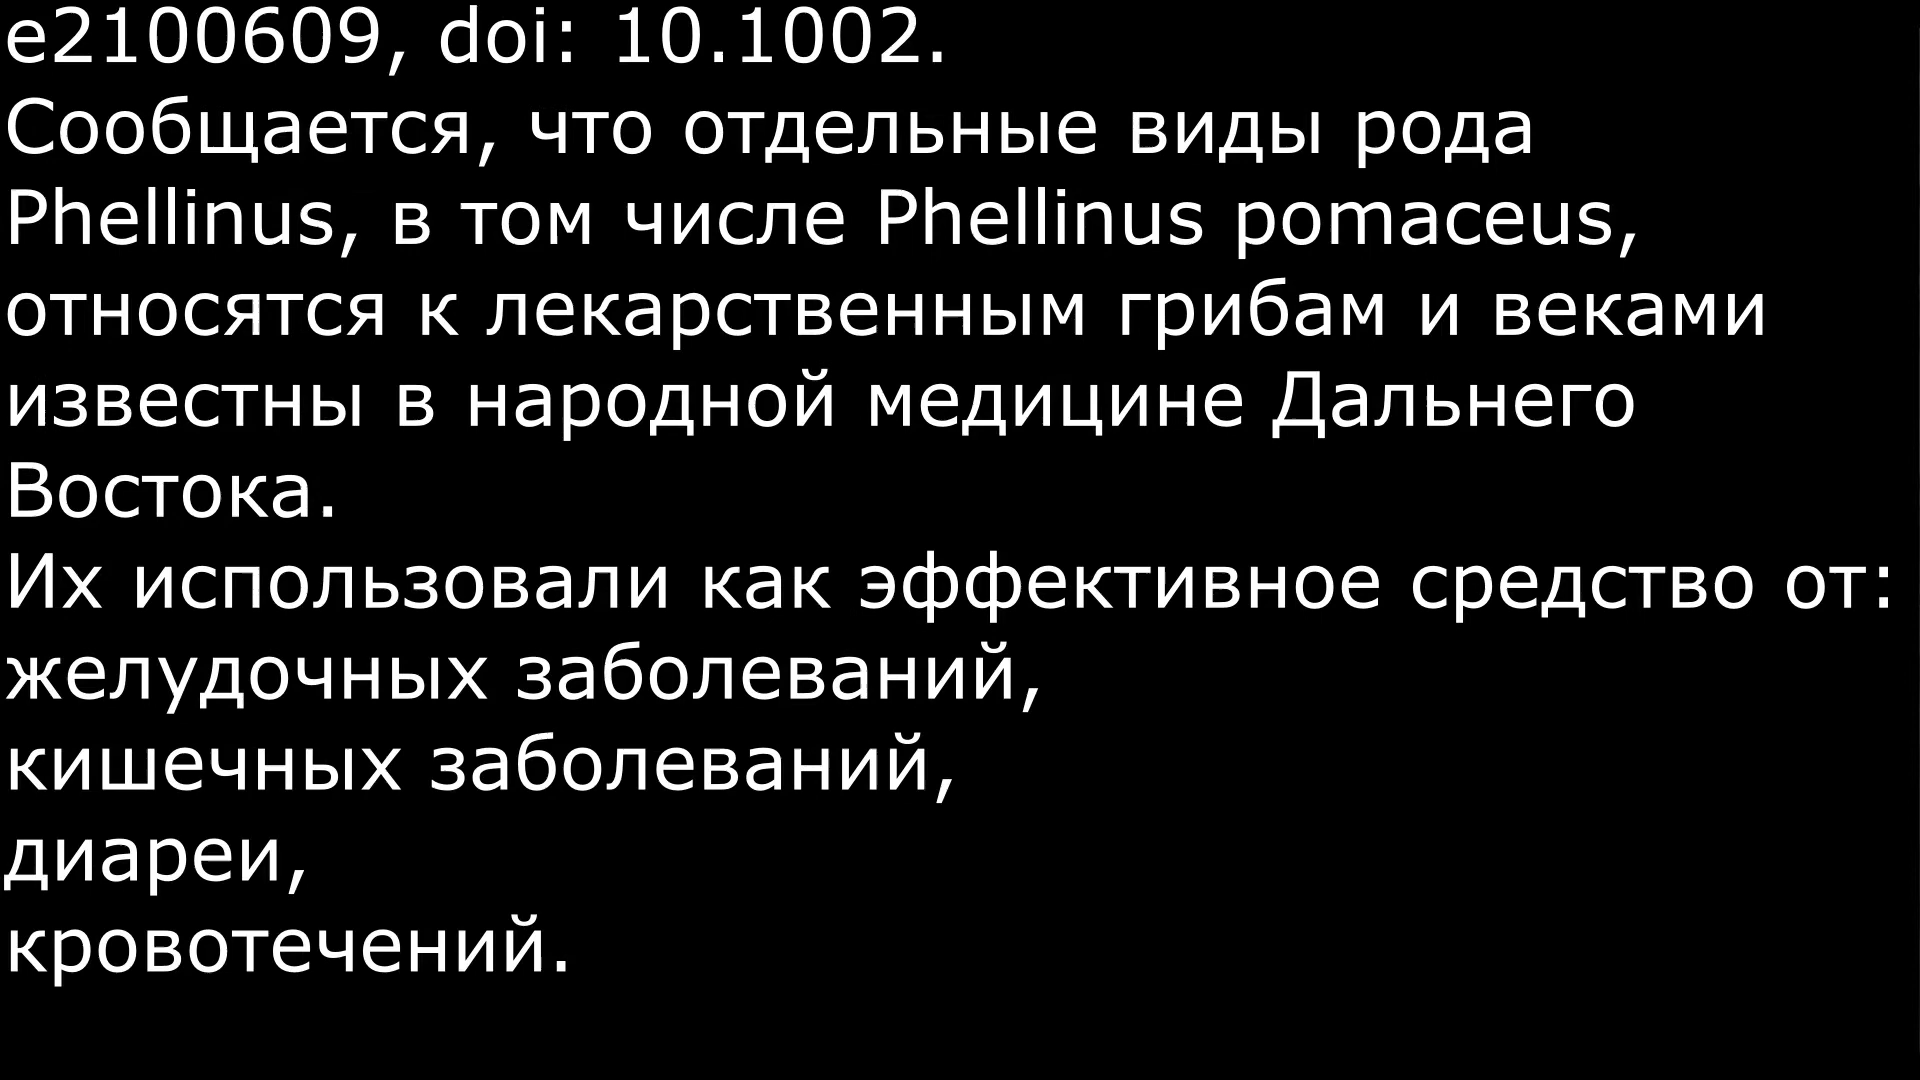 e2100609, doi: 10.1002.
Сообщается, что отдельные виды рода
Phellinus, в том числе Phellinus pomaceus,
относятся к лекарственным грибам и веками
известны в народной медицине Дальнего
Востока.
Их использовали как эффективное средство от:
желудочных заболеваний,
кишечных заболеваний,
диареи,
кровотечений.